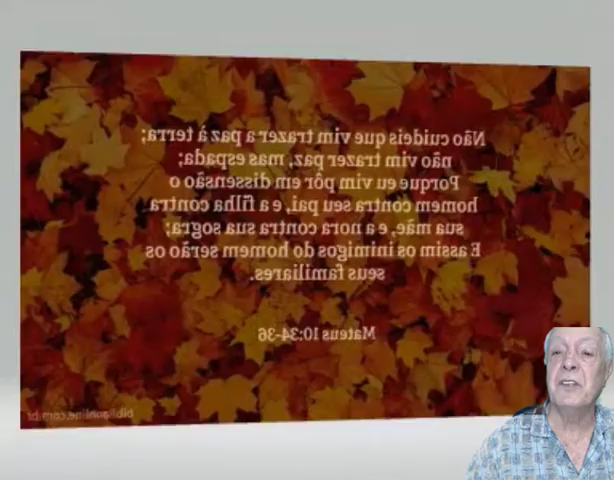 Não cuideis que vim trazer a paz à terra;
não vim trazer paz, mas espada;
Porque eu vim pôr em dissensão o
homem contra seu pai, e a filha contra
sua mãe, e a nora contra sua sogra;
E assim os inimigos do homem serão os
seus familiares.
Mateus 10:34-36
bibliaonline.com.br